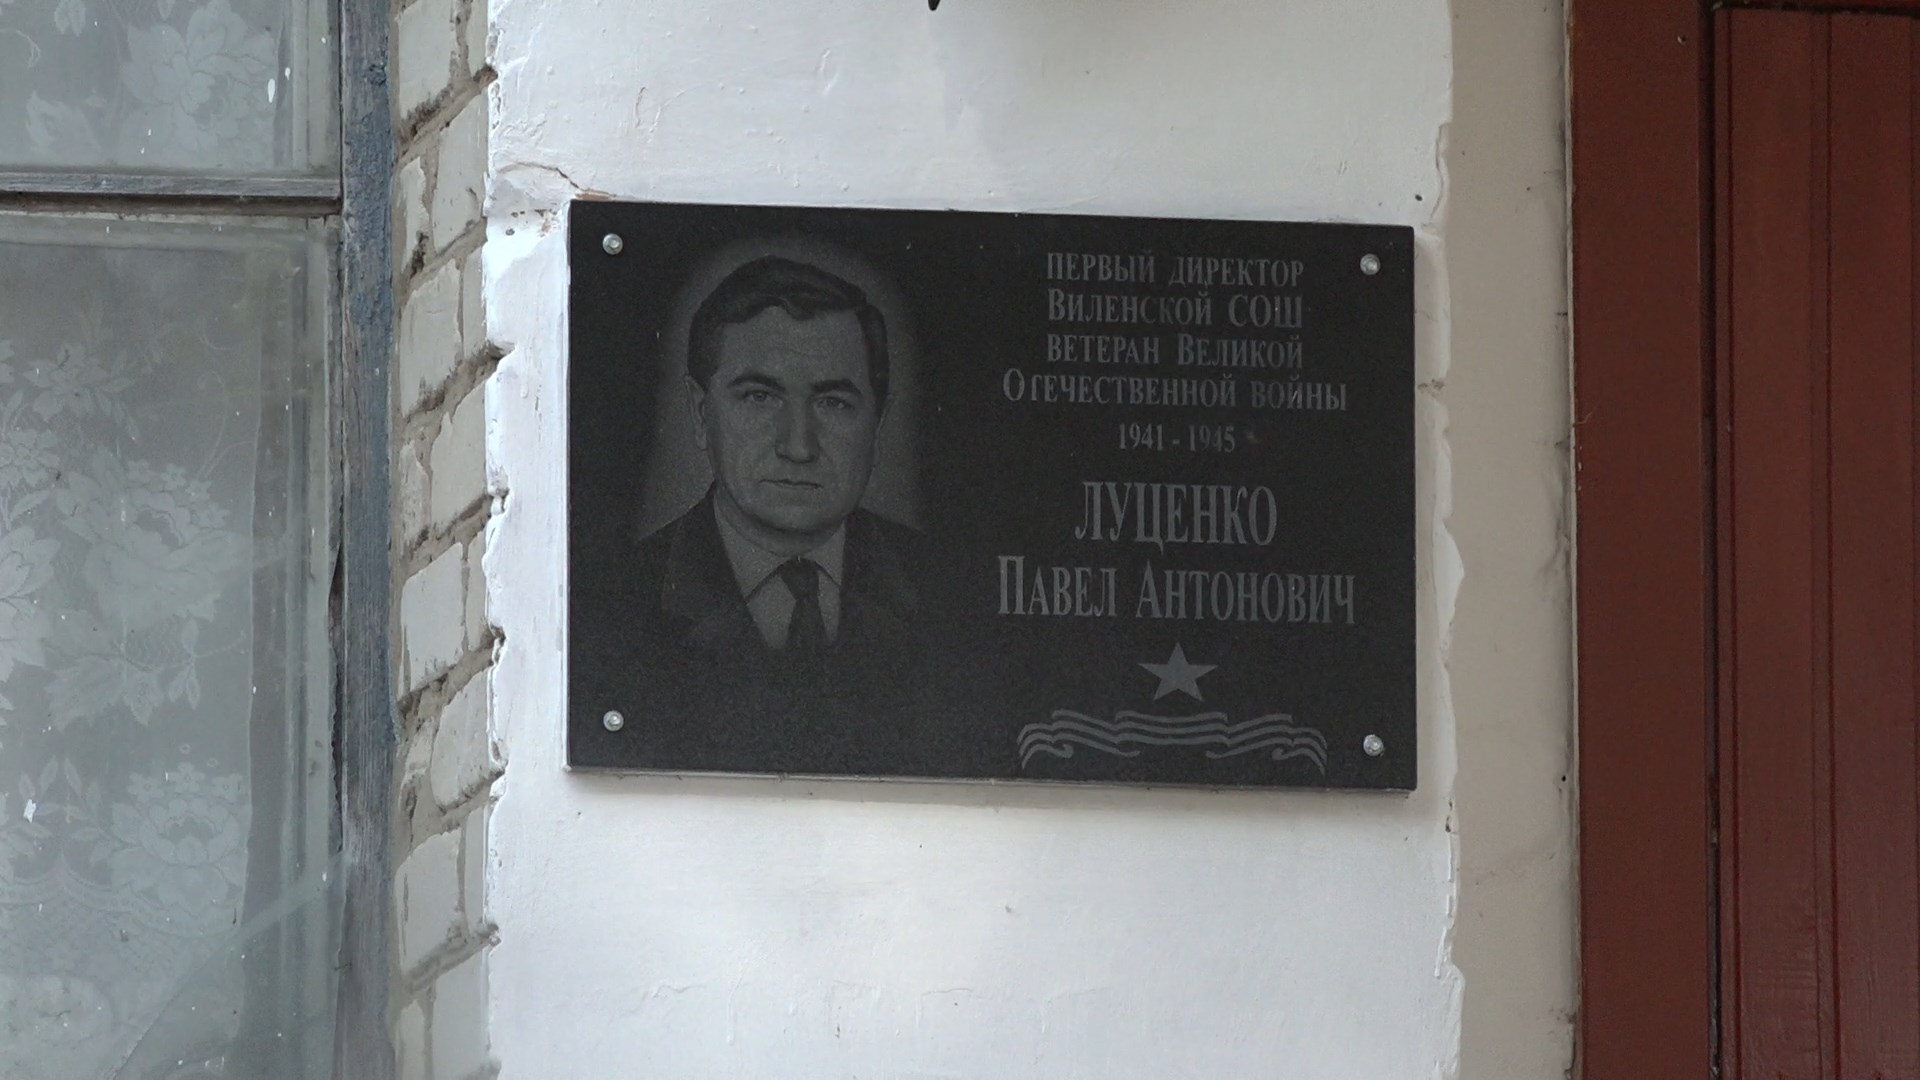 ПЕРВЫЙ ДИРЕКТОР
ВИЛЕНСКОЙ СОШ
ВЕТЕРАН ВЕЛИКОЙ
ОТЕЧЕСТВЕННОЙ ВОЙНЫ
1941 - 1945
ЛУЦЕНКО
ПАВЕЛ АНТОНОВИЧ